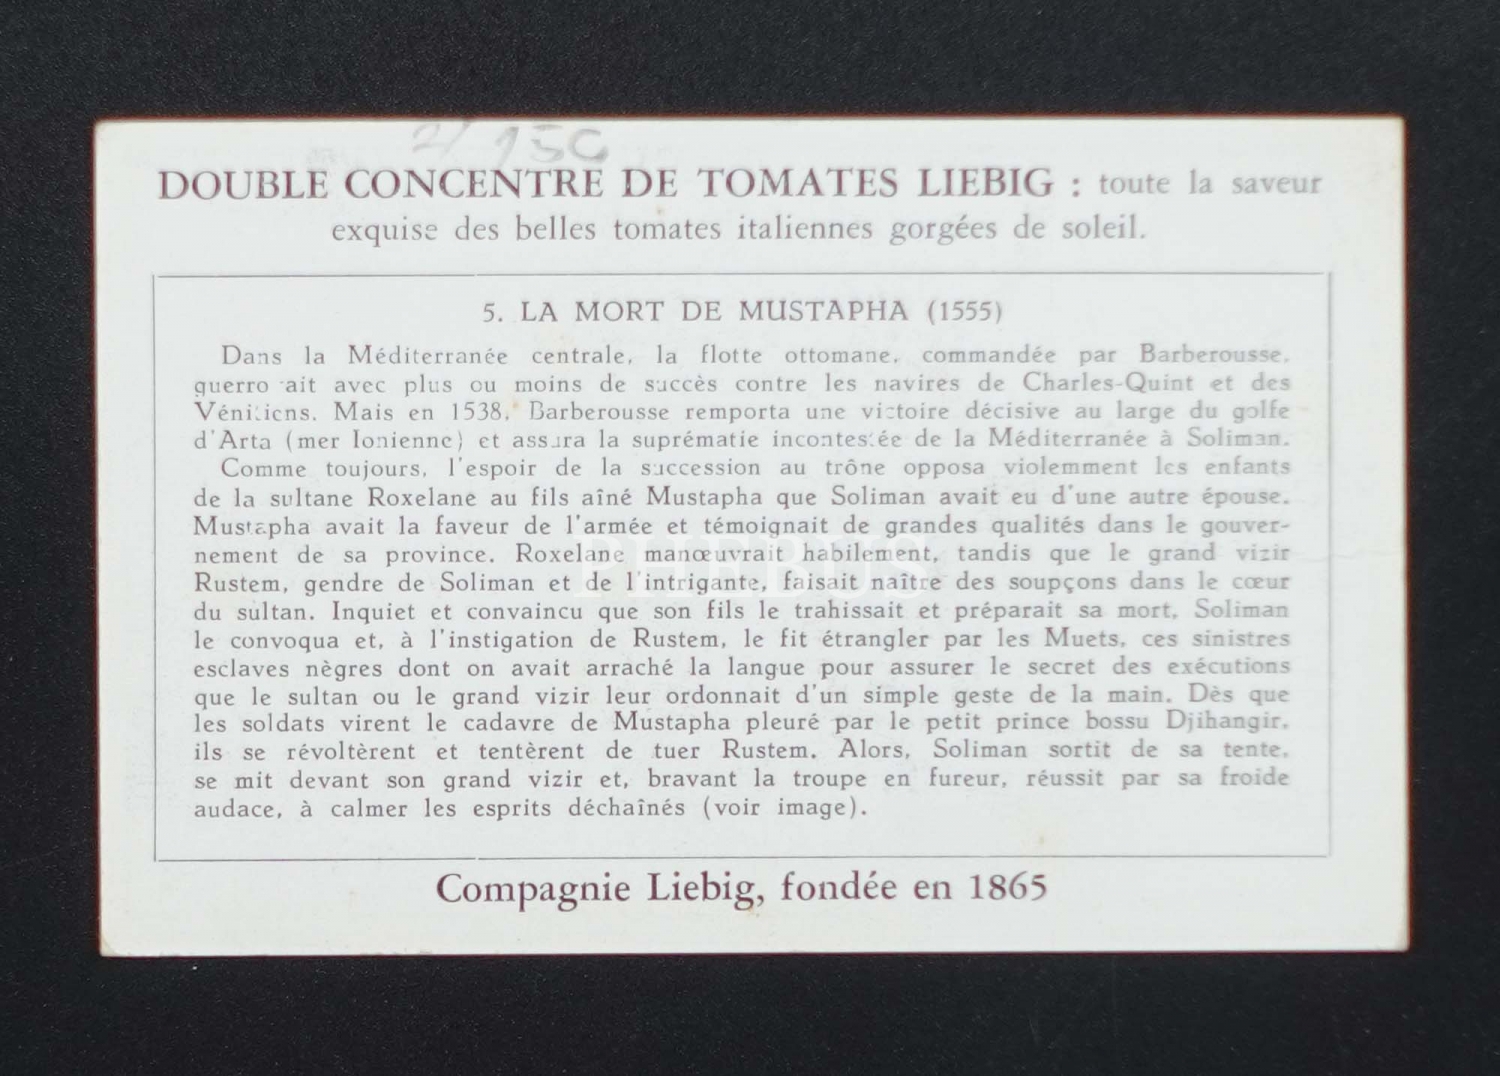 2/ 150
DOUBLE CONCENTRE DE TOMATES LIEBIG : toute la saveur
exquise des belles tomates italiennes gorgées de soleil.
5. LA MORT DE MUSTAPHA (1555)
Dans la Méditerranée centrale, la flotte ottomane, commandée par Barberousse,
guerroyait avec plus ou moins de succès contre les navires de Charles-Quint et des
Vénitiens. Mais en 1538, Barberousse remporta une victoire décisive au large du golfe
d'Arta (mer Ionienne) et assura la suprématie incontestée de la Méditerranée à Soliman.
Comme toujours, l'espoir de la succession au trône opposa violemment les enfants
de la sultane Roxelane au fils aîné Mustapha que Soliman avait eu d'une autre épouse.
Mustapha avait la faveur de l'armée et témoignait de grandes qualités dans le gouver-
nement de sa province. Roxelane manœuvrait habilement, tandis que le grand vizir
Rustem, gendre de Soliman et de l'intrigante, faisait naître des soupçons dans le cœur
du sultan. Inquiet et convaincu que son fils le trahissait et préparait sa mort, Soliman
le convoqua et, à l'instigation de Rustem, le fit étrangler par les Muets, ces sinistres
esclaves nègres dont on avait arraché la langue pour assurer le secret des exécutions
que le sultan ou le grand vizir leur ordonnait d'un simple geste de la main. Dès que
les soldats virent le cadavre de Mustapha pleuré par le petit prince bossu Djihangir,
ils se révoltèrent et tentèrent de tuer Rustem. Alors, Soliman sortit de sa tente,
se mit devant son grand vizir et, bravant la troupe en fureur, réussit par sa froide
audace, à calmer les esprits déchaînés (voir image).
Compagnie Liebig, fondée en 1865
PHEBUS